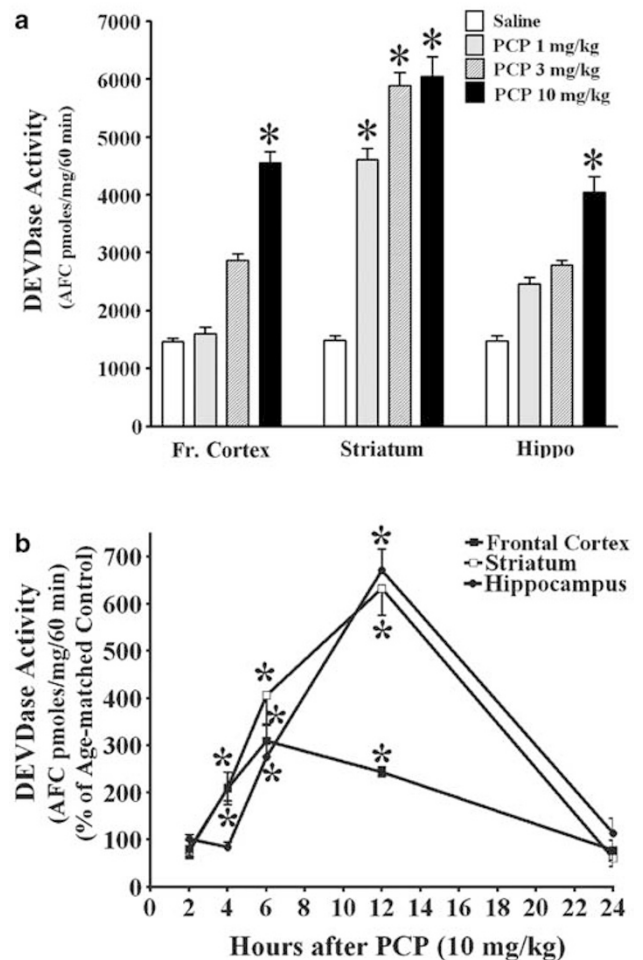 a
7000
6000
5000
4000
3000
2000
1000
0
DEVDase Activity
(AFC pmoles/mg/60 min)
Saline
PCP 1 mg/kg
PCP 3 mg/kg
PCP 10 mg/kg
* * * * *
Fr. Cortex Striatum Hippo
b
700
600
500
400
300
200
100
0
DEVDase Activity
(AFC pmoles/mg/60 min)
(% of Age-matched Control)
Frontal Cortex
Striatum
Hippocampus
* * * * * * * *
0 2 4 6 8 10 12 14 16 18 20 22 24
Hours after PCP (10 mg/kg)